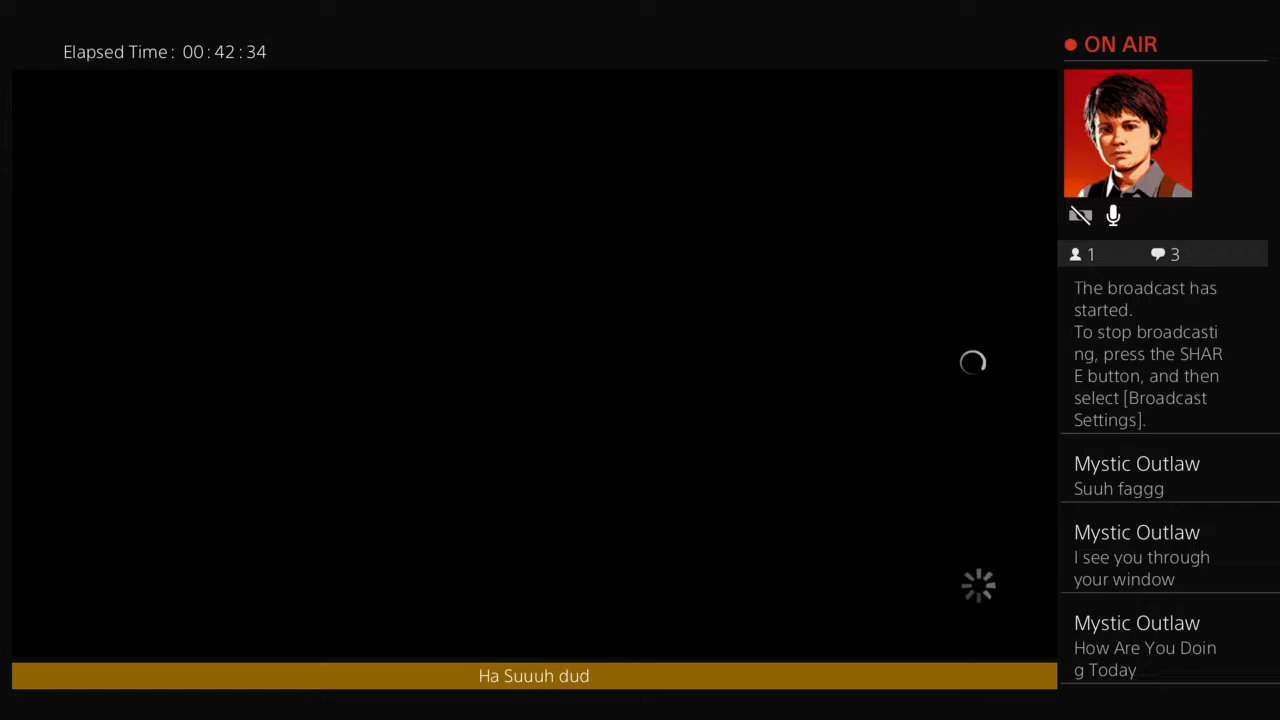 Elapsed Time: 00:42:34
ON AIR
1 3
The broadcast has
started.
To stop broadcasti
ng, press the SHAR
E button, and then
select [Broadcast
Settings].
Mystic Outlaw
Suuh faggg
Mystic Outlaw
I see you through
your window
Mystic Outlaw
How Are You Doin
g Today
Ha Suuuh dud